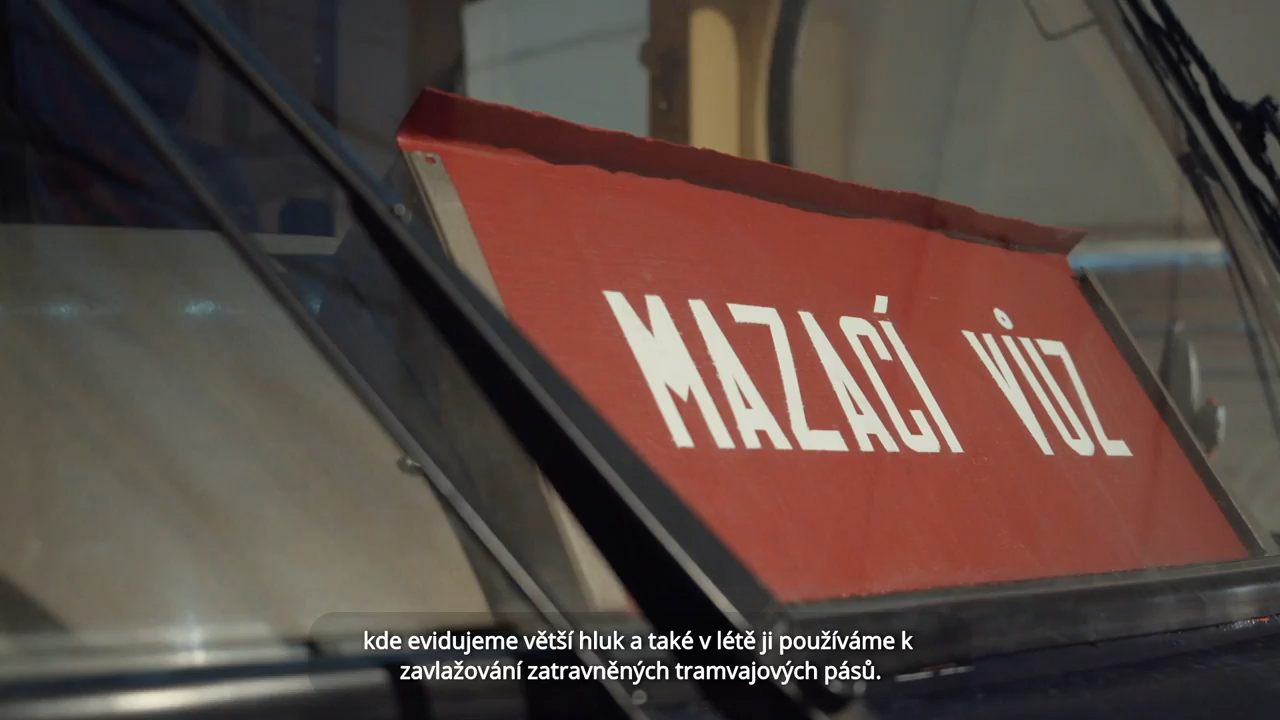 MAZACÍ VŮZ
kde evidujeme větší hluk a také v létě ji používáme k
zavlažování zatravněných tramvajových pásů.